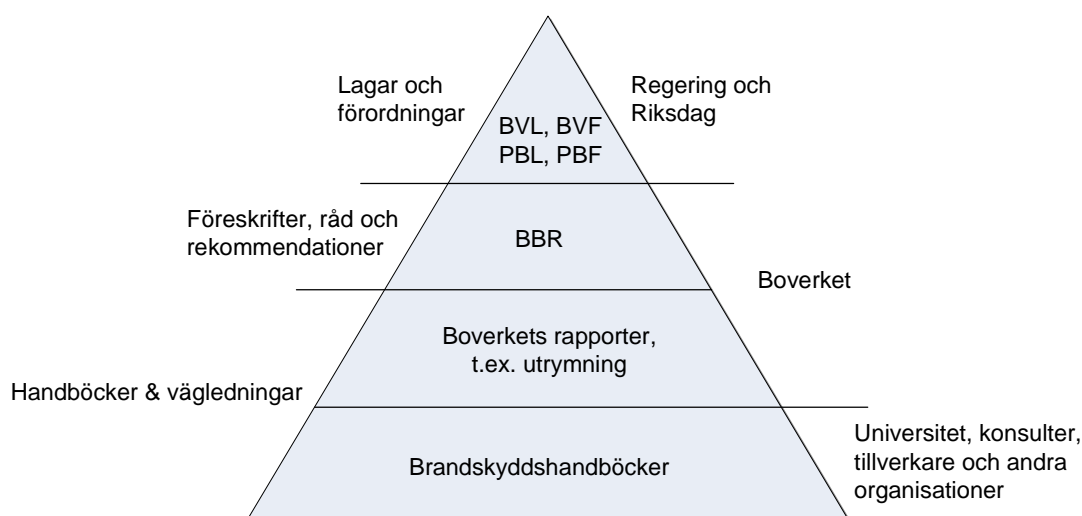 Lagar och
förordningar
Regering och
Riksdag
BVL, BVF
PBL, PBF
Föreskrifter, råd och
rekommendationer
BBR
Boverket
Boverkets rapporter,
t.ex. utrymning
Handböcker & vägledningar
Universitet, konsulter,
tillverkare och andra
organisationer
Brandskyddshandböcker